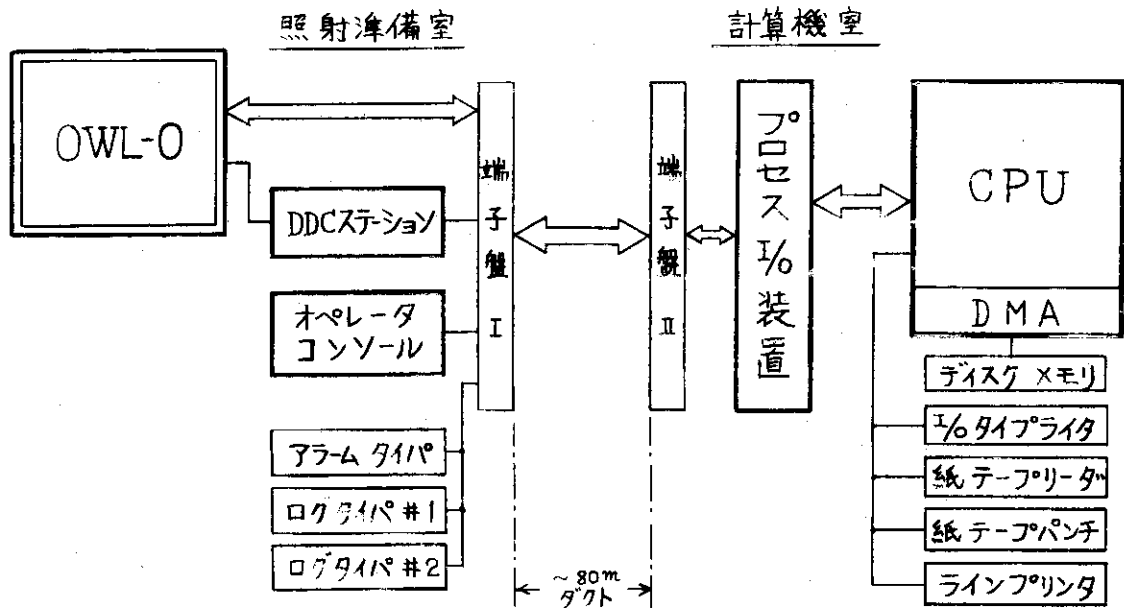 照射準備室
計算機室
OWL-0
DDCステーション
オペレータ
コンソール
アラーム タイパ
ログタイパ #1
ログタイパ #2
端子盤 I
~80m
ダクト
端子盤 II
プロセス I/O 装置
CPU
DMA
ディスク メモリ
I/O タイプライタ
紙テープリーダ
紙テープパンチ
ラインプリンタ